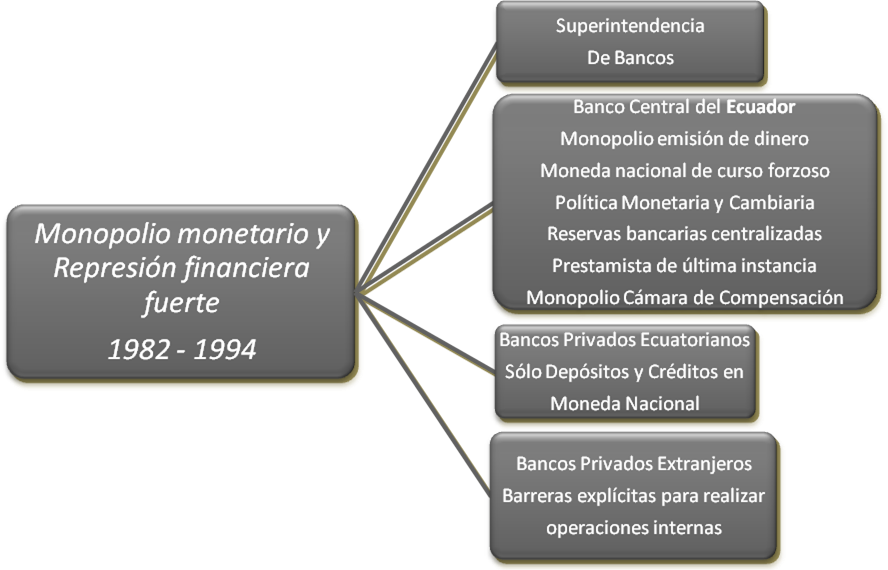 Monopolio monetario y
Represión financiera
fuerte
1982 - 1994
Superintendencia
De Bancos
Banco Central del Ecuador
Monopolio emisión de dinero
Moneda nacional de curso forzoso
Política Monetaria y Cambiaria
Reservas bancarias centralizadas
Prestamista de última instancia
Monopolio Cámara de Compensación
Bancos Privados Ecuatorianos
Sólo Depósitos y Créditos en
Moneda Nacional
Bancos Privados Extranjeros
Barreras explícitas para realizar
operaciones internas